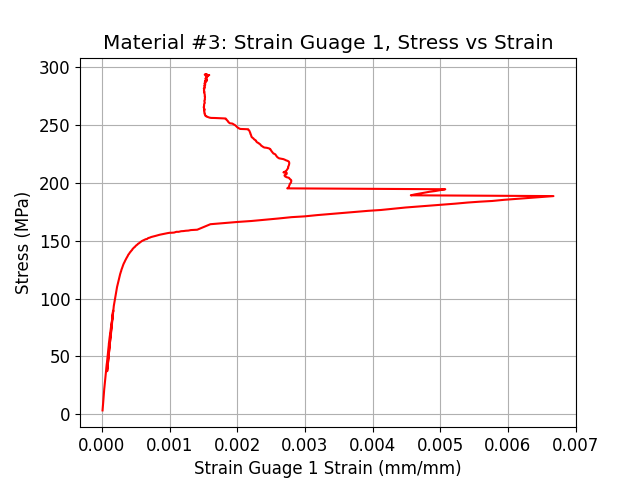 Material #3: Strain Guage 1, Stress vs Strain
300
250
200
150
100
50
0
Stress (MPa)
0.000 0.001 0.002 0.003 0.004 0.005 0.006 0.007
Strain Guage 1 Strain (mm/mm)